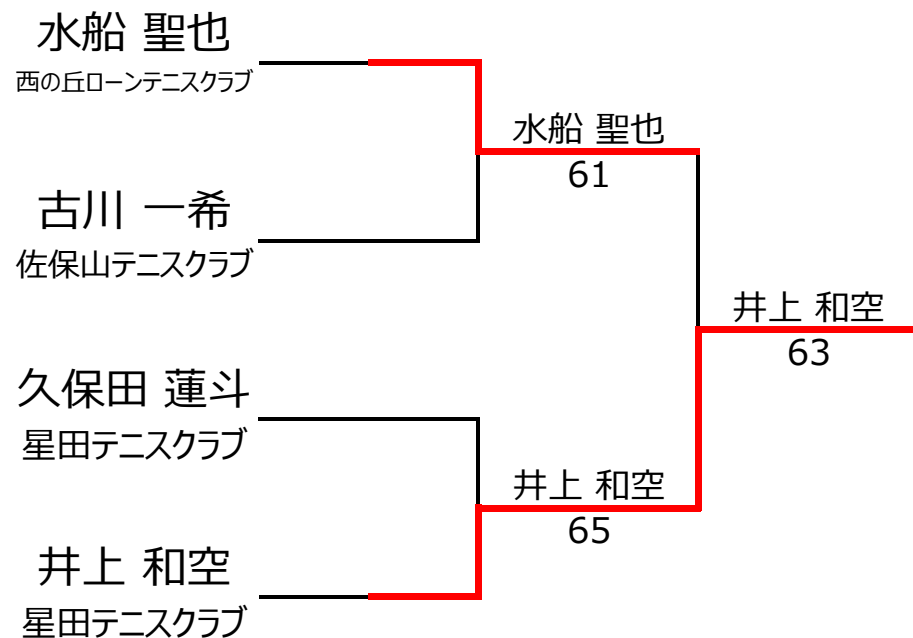 水船 聖也
西の丘ローンテニスクラブ
水船 聖也
61
古川 一希
佐保山テニスクラブ
井上 和空
63
久保田 蓮斗
星田テニスクラブ
井上 和空
65
井上 和空
星田テニスクラブ